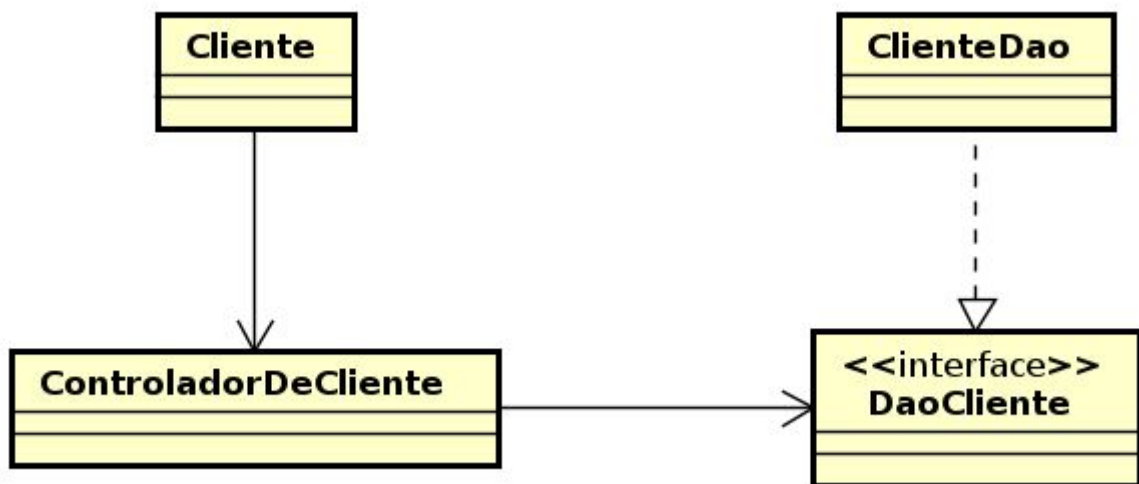 Cliente
ClienteDao
ControladorDeCliente
<<interface>>
DaoCliente